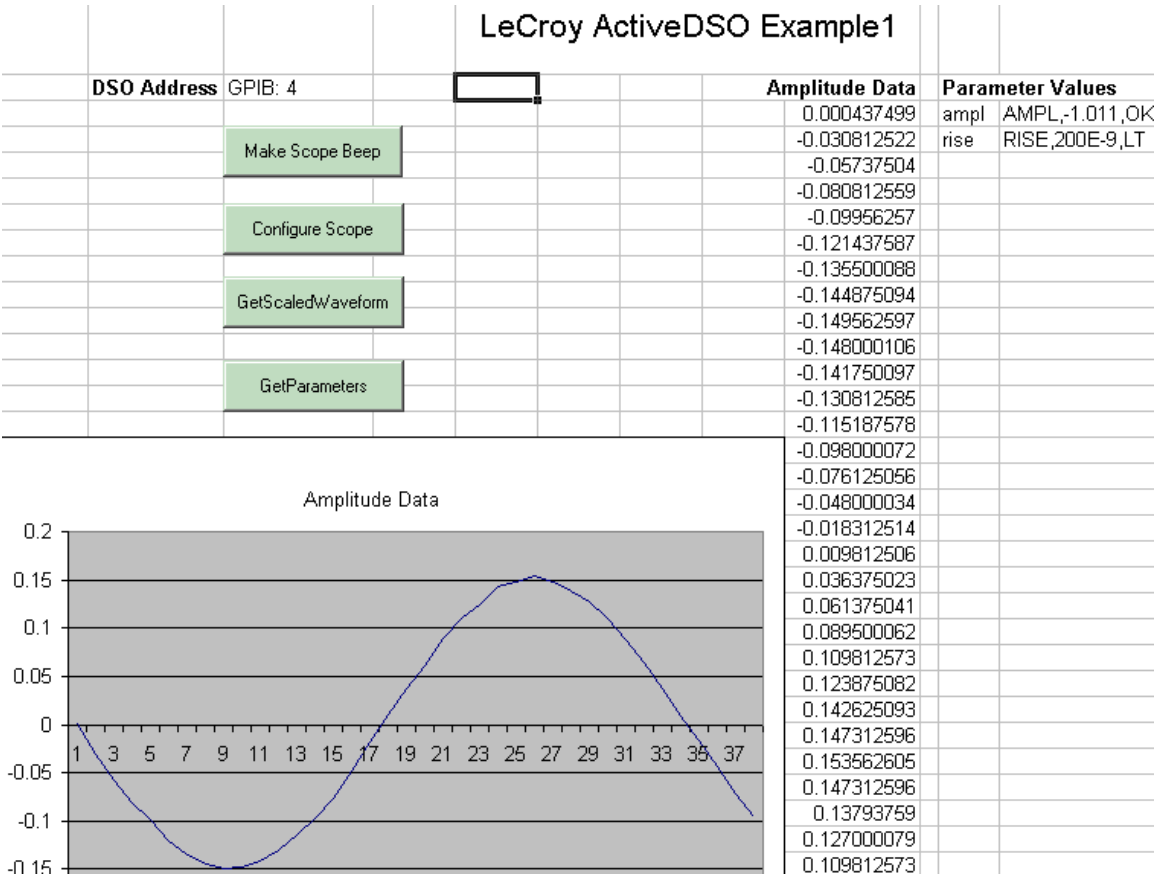 LeCroy ActiveDSO Example1
DSO Address GPIB: 4 Amplitude Data Parameter Values
0.000437499 ampl AMPL,-1.011,OK
Make Scope Beep -0.030812522 rise RISE,200E-9,LT
-0.05737504
-0.080812559
Configure Scope -0.09956257
-0.121437587
-0.135500088
GetScaledWaveform -0.144875094
-0.149562597
-0.148000106
GetParameters -0.141750097
-0.130812585
-0.115187578
-0.098000072
-0.076125056
Amplitude Data -0.048000034
0.2 -0.018312514
0.009812506
0.15 0.036375023
0.061375041
0.1 0.089500062
0.109812573
0.05 0.123875082
0.142625093
0 0.147312596
1 3 5 7 9 11 13 15 17 19 21 23 25 27 29 31 33 35 37 0.153562605
-0.05 0.147312596
0.13793759
-0.1 0.127000079
-0.15 0.109812573